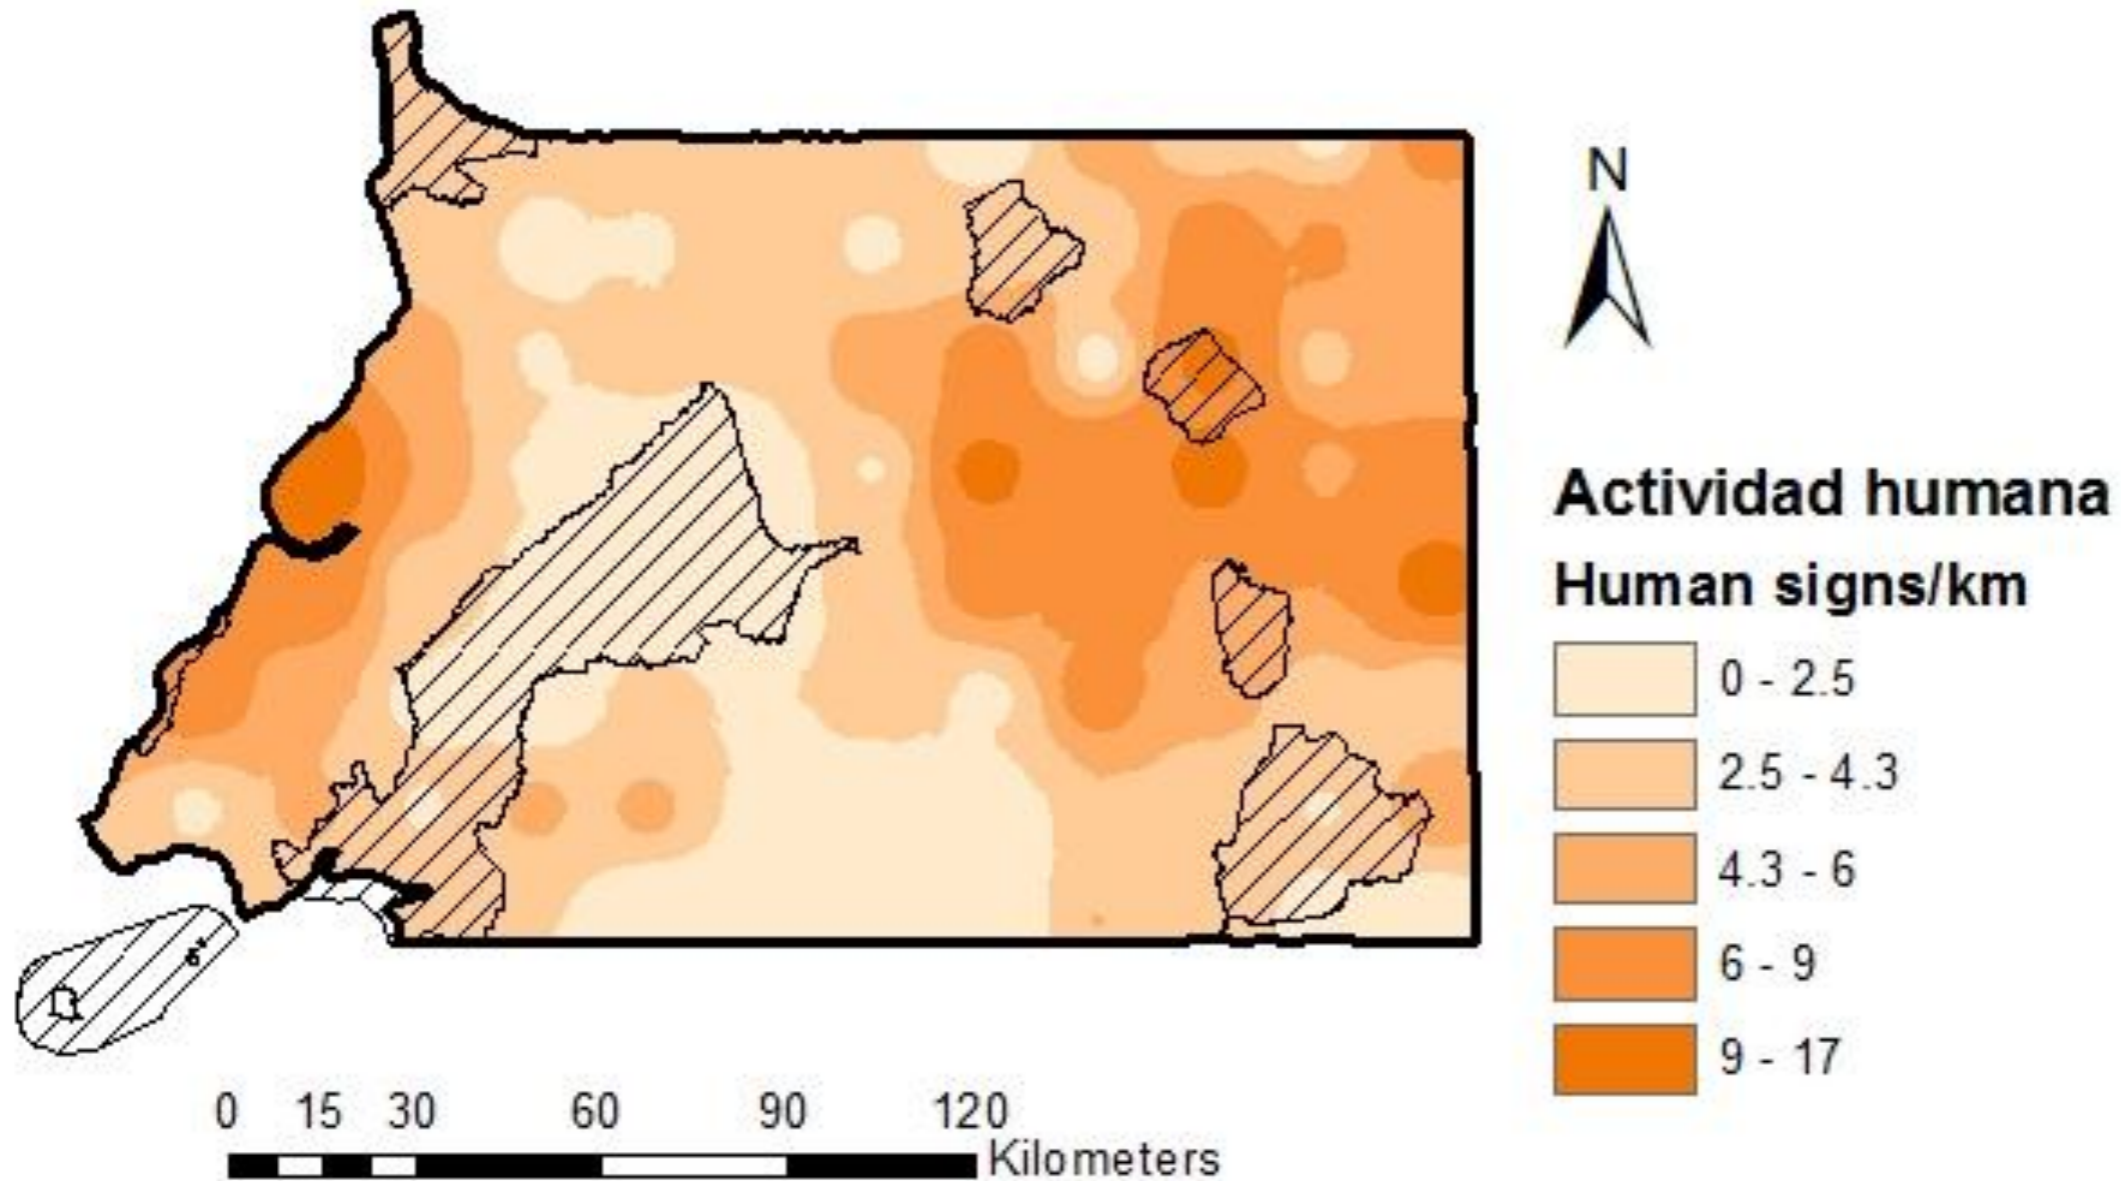 N
Actividad humana
Human signs/km
0 - 2.5
2.5 - 4.3
4.3 - 6
6 - 9
9 - 17
0 15 30 60 90 120
Kilometers